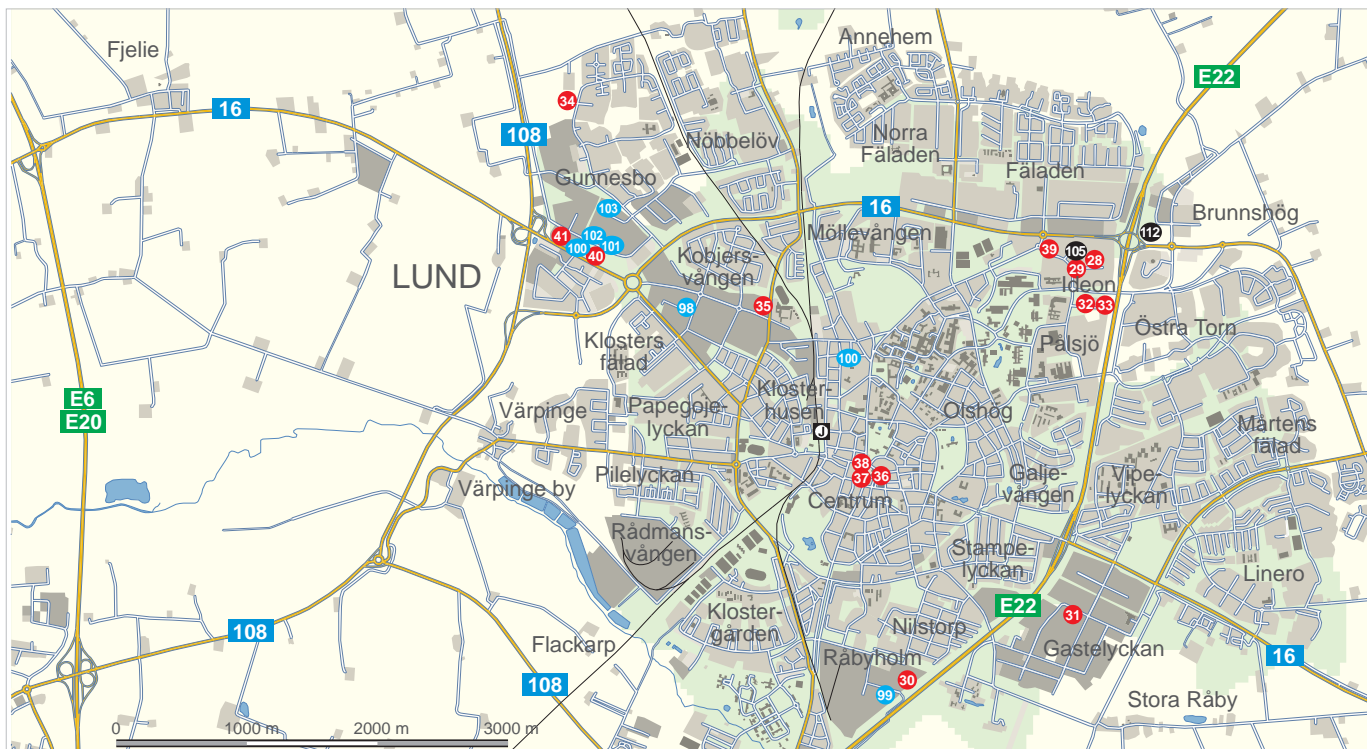 Fjelie
Annehem
E22
34
16
108
Nöbbelöv
Norra
Fäladen
Fäladen
Gunnesbo
103
16
Brunnshög
41
102
100
101
40
Möllevången
112
39
105
28
29
Ideon
LUND
Kobjers-
vången
98
35
32
33
Östra Torn
Klosters
fälad
Pålsjö
100
E6
E20
Värpinge
Papegoje-
lyckan
Kloster-
husen
Olshög
J
Mårtens
fälad
38
37
36
Pilelyckan
Värpinge by
Centrum
Galje-
vången
Vipe-
lyckan
Rådmans-
vången
Stampe-
lyckan
Linero
E22
31
108
Kloster-
gården
Nilstorp
Flackarp
Gastelyckan
16
Råbyholm
30
99
108
Stora Råby
0
1000 m
2000 m
3000 m